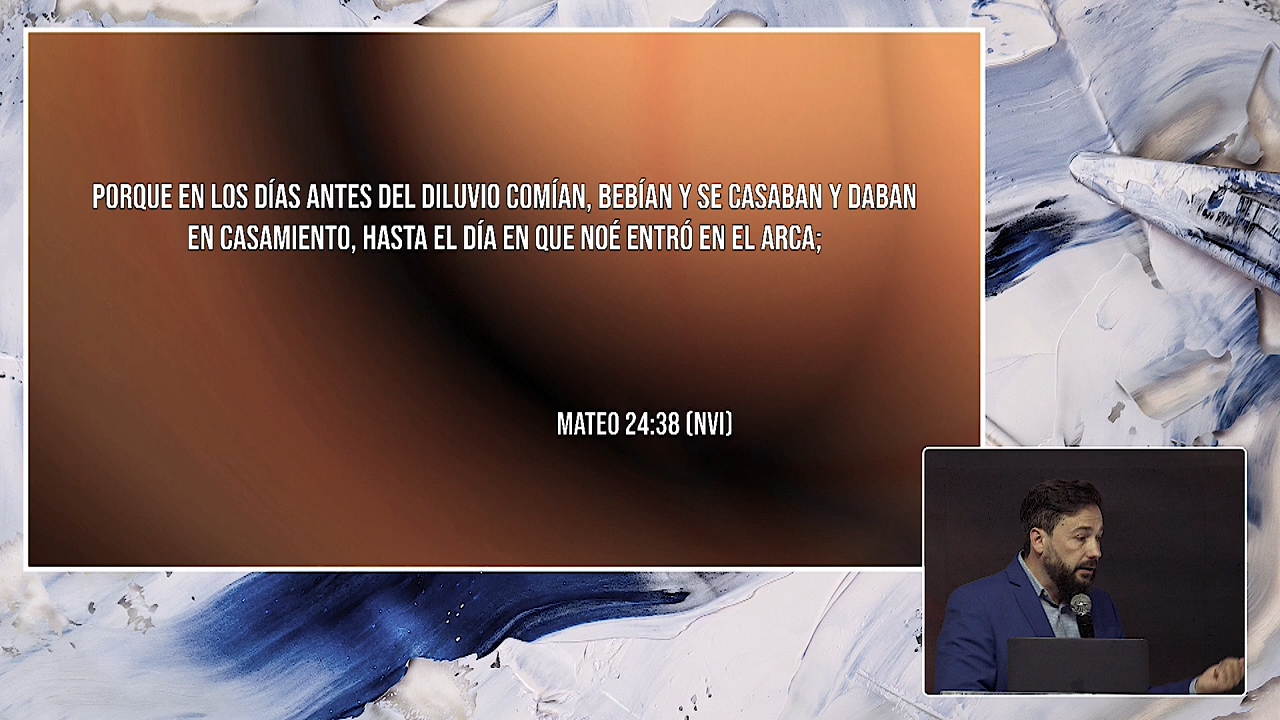 PORQUE EN LOS DÍAS ANTES DEL DILUVIO COMÍAN, BEBÍAN Y SE CASABAN Y DABAN
EN CASAMIENTO, HASTA EL DÍA EN QUE NOÉ ENTRÓ EN EL ARCA;
MATEO 24:38 (NVI)